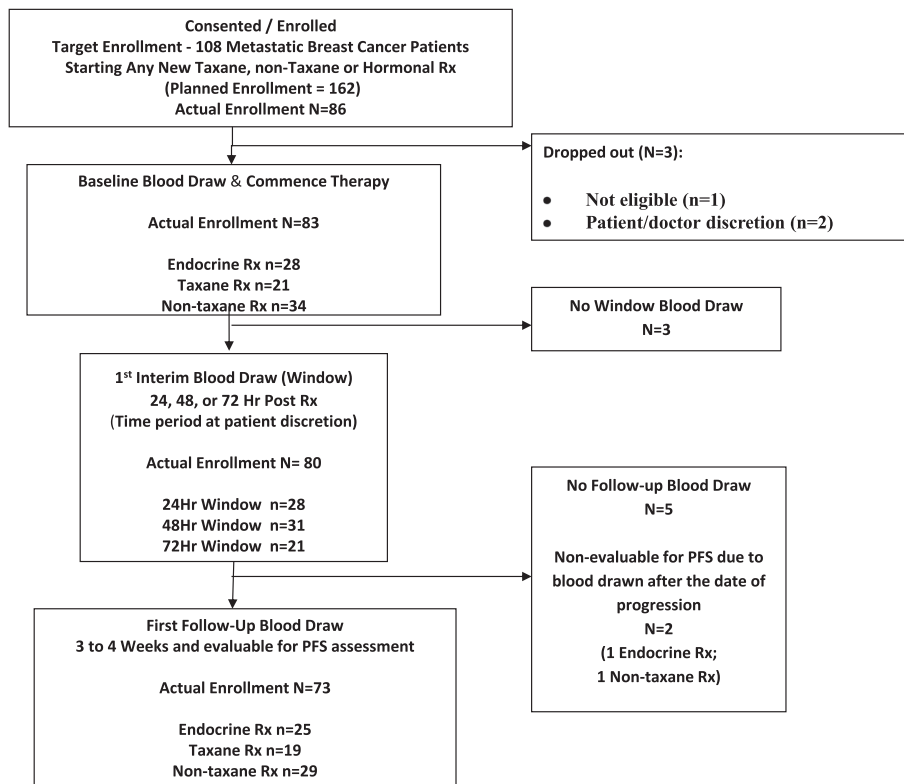 Consented / Enrolled
Target Enrollment - 108 Metastatic Breast Cancer Patients
Starting Any New Taxane, non-Taxane or Hormonal Rx
(Planned Enrollment = 162)
Actual Enrollment N=86
Dropped out (N=3):
• Not eligible (n=1)
• Patient/doctor discretion (n=2)
Baseline Blood Draw & Commence Therapy
Actual Enrollment N=83
Endocrine Rx n=28
Taxane Rx n=21
Non-taxane Rx n=34
No Window Blood Draw
N=3
1st Interim Blood Draw (Window)
24, 48, or 72 Hr Post Rx
(Time period at patient discretion)
Actual Enrollment N= 80
24Hr Window n=28
48Hr Window n=31
72Hr Window n=21
No Follow-up Blood Draw
N=5
Non-evaluable for PFS due to
blood drawn after the date of
progression
N=2
(1 Endocrine Rx;
1 Non-taxane Rx)
First Follow-Up Blood Draw
3 to 4 Weeks and evaluable for PFS assessment
Actual Enrollment N=73
Endocrine Rx n=25
Taxane Rx n=19
Non-taxane Rx n=29